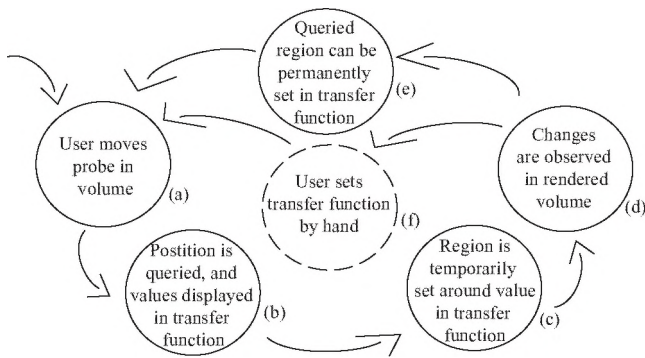 Queried
region can be
permanently
set in transfer
function
(e)
User moves
probe in
volume
(a)
Changes
are observed
in rendered
volume
(d)
User sets
transfer function
by hand
(f)
Postition is
queried, and
values displayed
in transfer
function
(b)
Region is
temporarily
set around value
in transfer
function
(c)